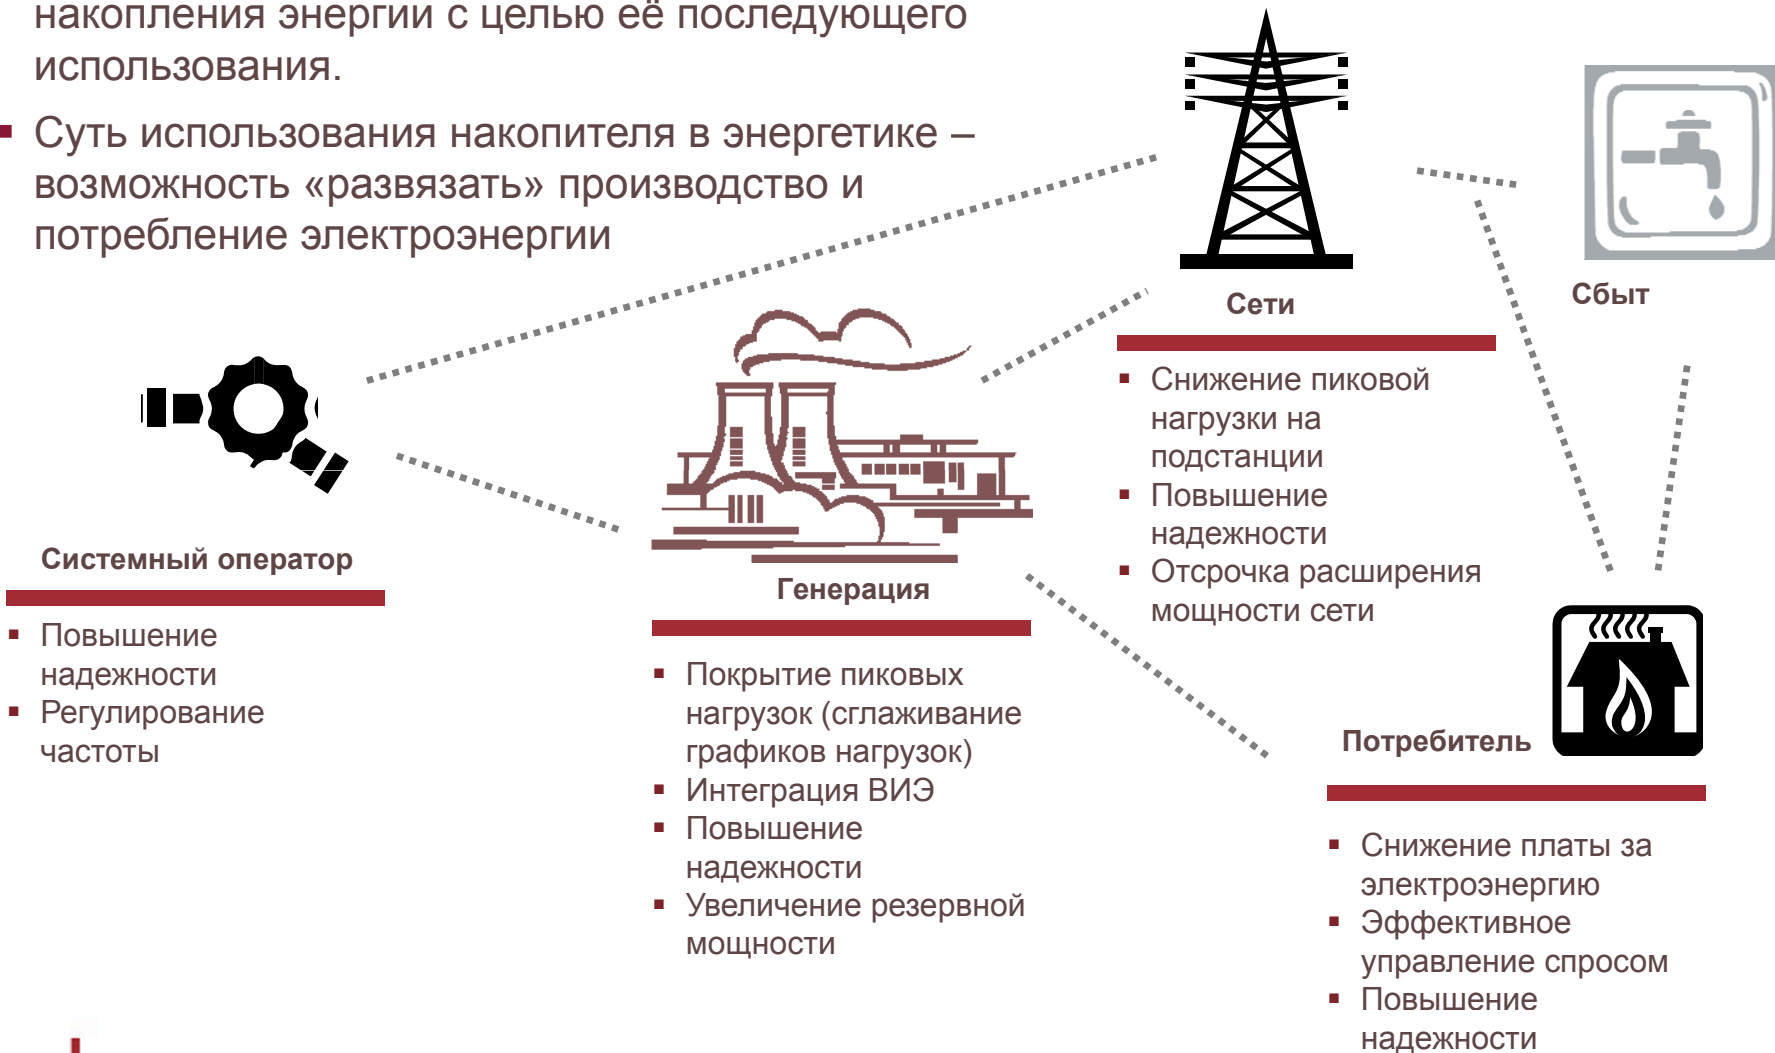 накопления энергии с целью её последующего
использования.
Суть использования накопителя в энергетике –
возможность «развязать» производство и
потребление электроэнергии
Сети
Сбыт
Снижение пиковой
нагрузки на
подстанции
Повышение
надежности
Отсрочка расширения
мощности сети
Системный оператор
Повышение
надежности
Регулирование
частоты
Генерация
Покрытие пиковых
нагрузок (сглаживание
графиков нагрузок)
Интеграция ВИЭ
Повышение
надежности
Увеличение резервной
мощности
Потребитель
Снижение платы за
электроэнергию
Эффективное
управление спросом
Повышение
надежности